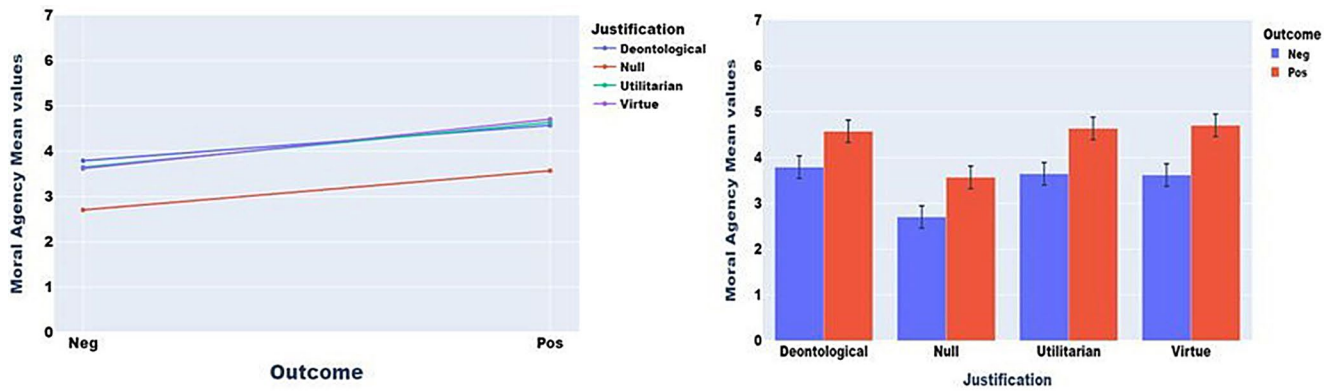 Moral Agency Mean values
7
6
5
4
3
2
1
0
Neg
Pos
Outcome
Justification
Deontological
Null
Utilitarian
Virtue
Moral Agency Mean values
7
6
5
4
3
2
1
0
Deontological
Null
Utilitarian
Virtue
Justification
Outcome
Neg
Pos